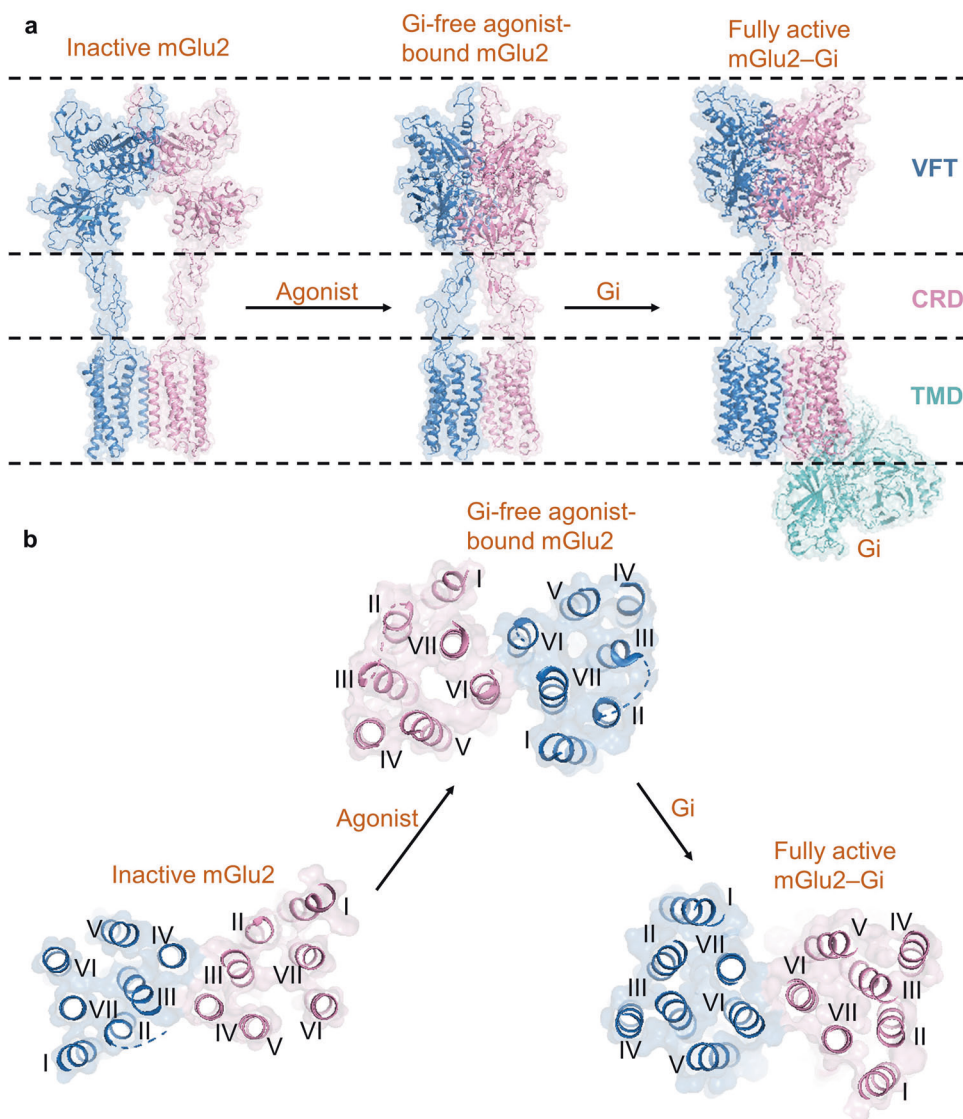 a
Inactive mGlu2
Gi-free agonist-
bound mGlu2
Fully active
mGlu2–Gi
VFT
Agonist
Gi
CRD
TMD
Gi
b
Gi-free agonist-
bound mGlu2
I
II
VII
III
VI
IV
V
V
IV
VI
III
VII
II
I
Agonist
Gi
Inactive mGlu2
V
IV
VI
VII
III
II
I
II
I
III
VII
IV
V
VI
Fully active
mGlu2–Gi
I
II
VII
III
VI
IV
V
V
IV
VI
III
VII
II
I